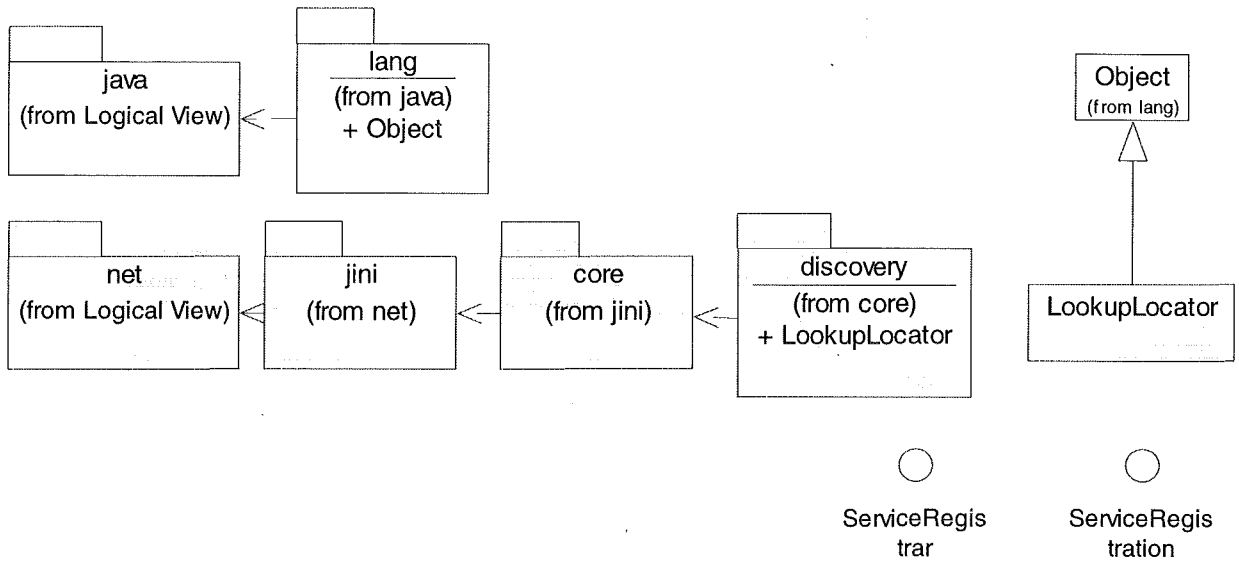 java
(from Logical View)
lang
(from java)
+ Object
Object
(from lang)
net
(from Logical View)
jini
(from net)
core
(from jini)
discovery
(from core)
+ LookupLocator
LookupLocator
ServiceRegis
trar
ServiceRegis
tration